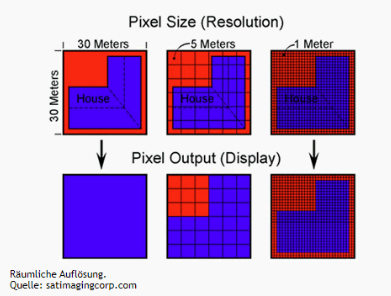 Pixel Size (Resolution)
30 Meters
5 Meters
1 Meter
30 Meters
House
House
House
Pixel Output (Display)
Räumliche Auflösung.
Quelle: satimagingcorp.com